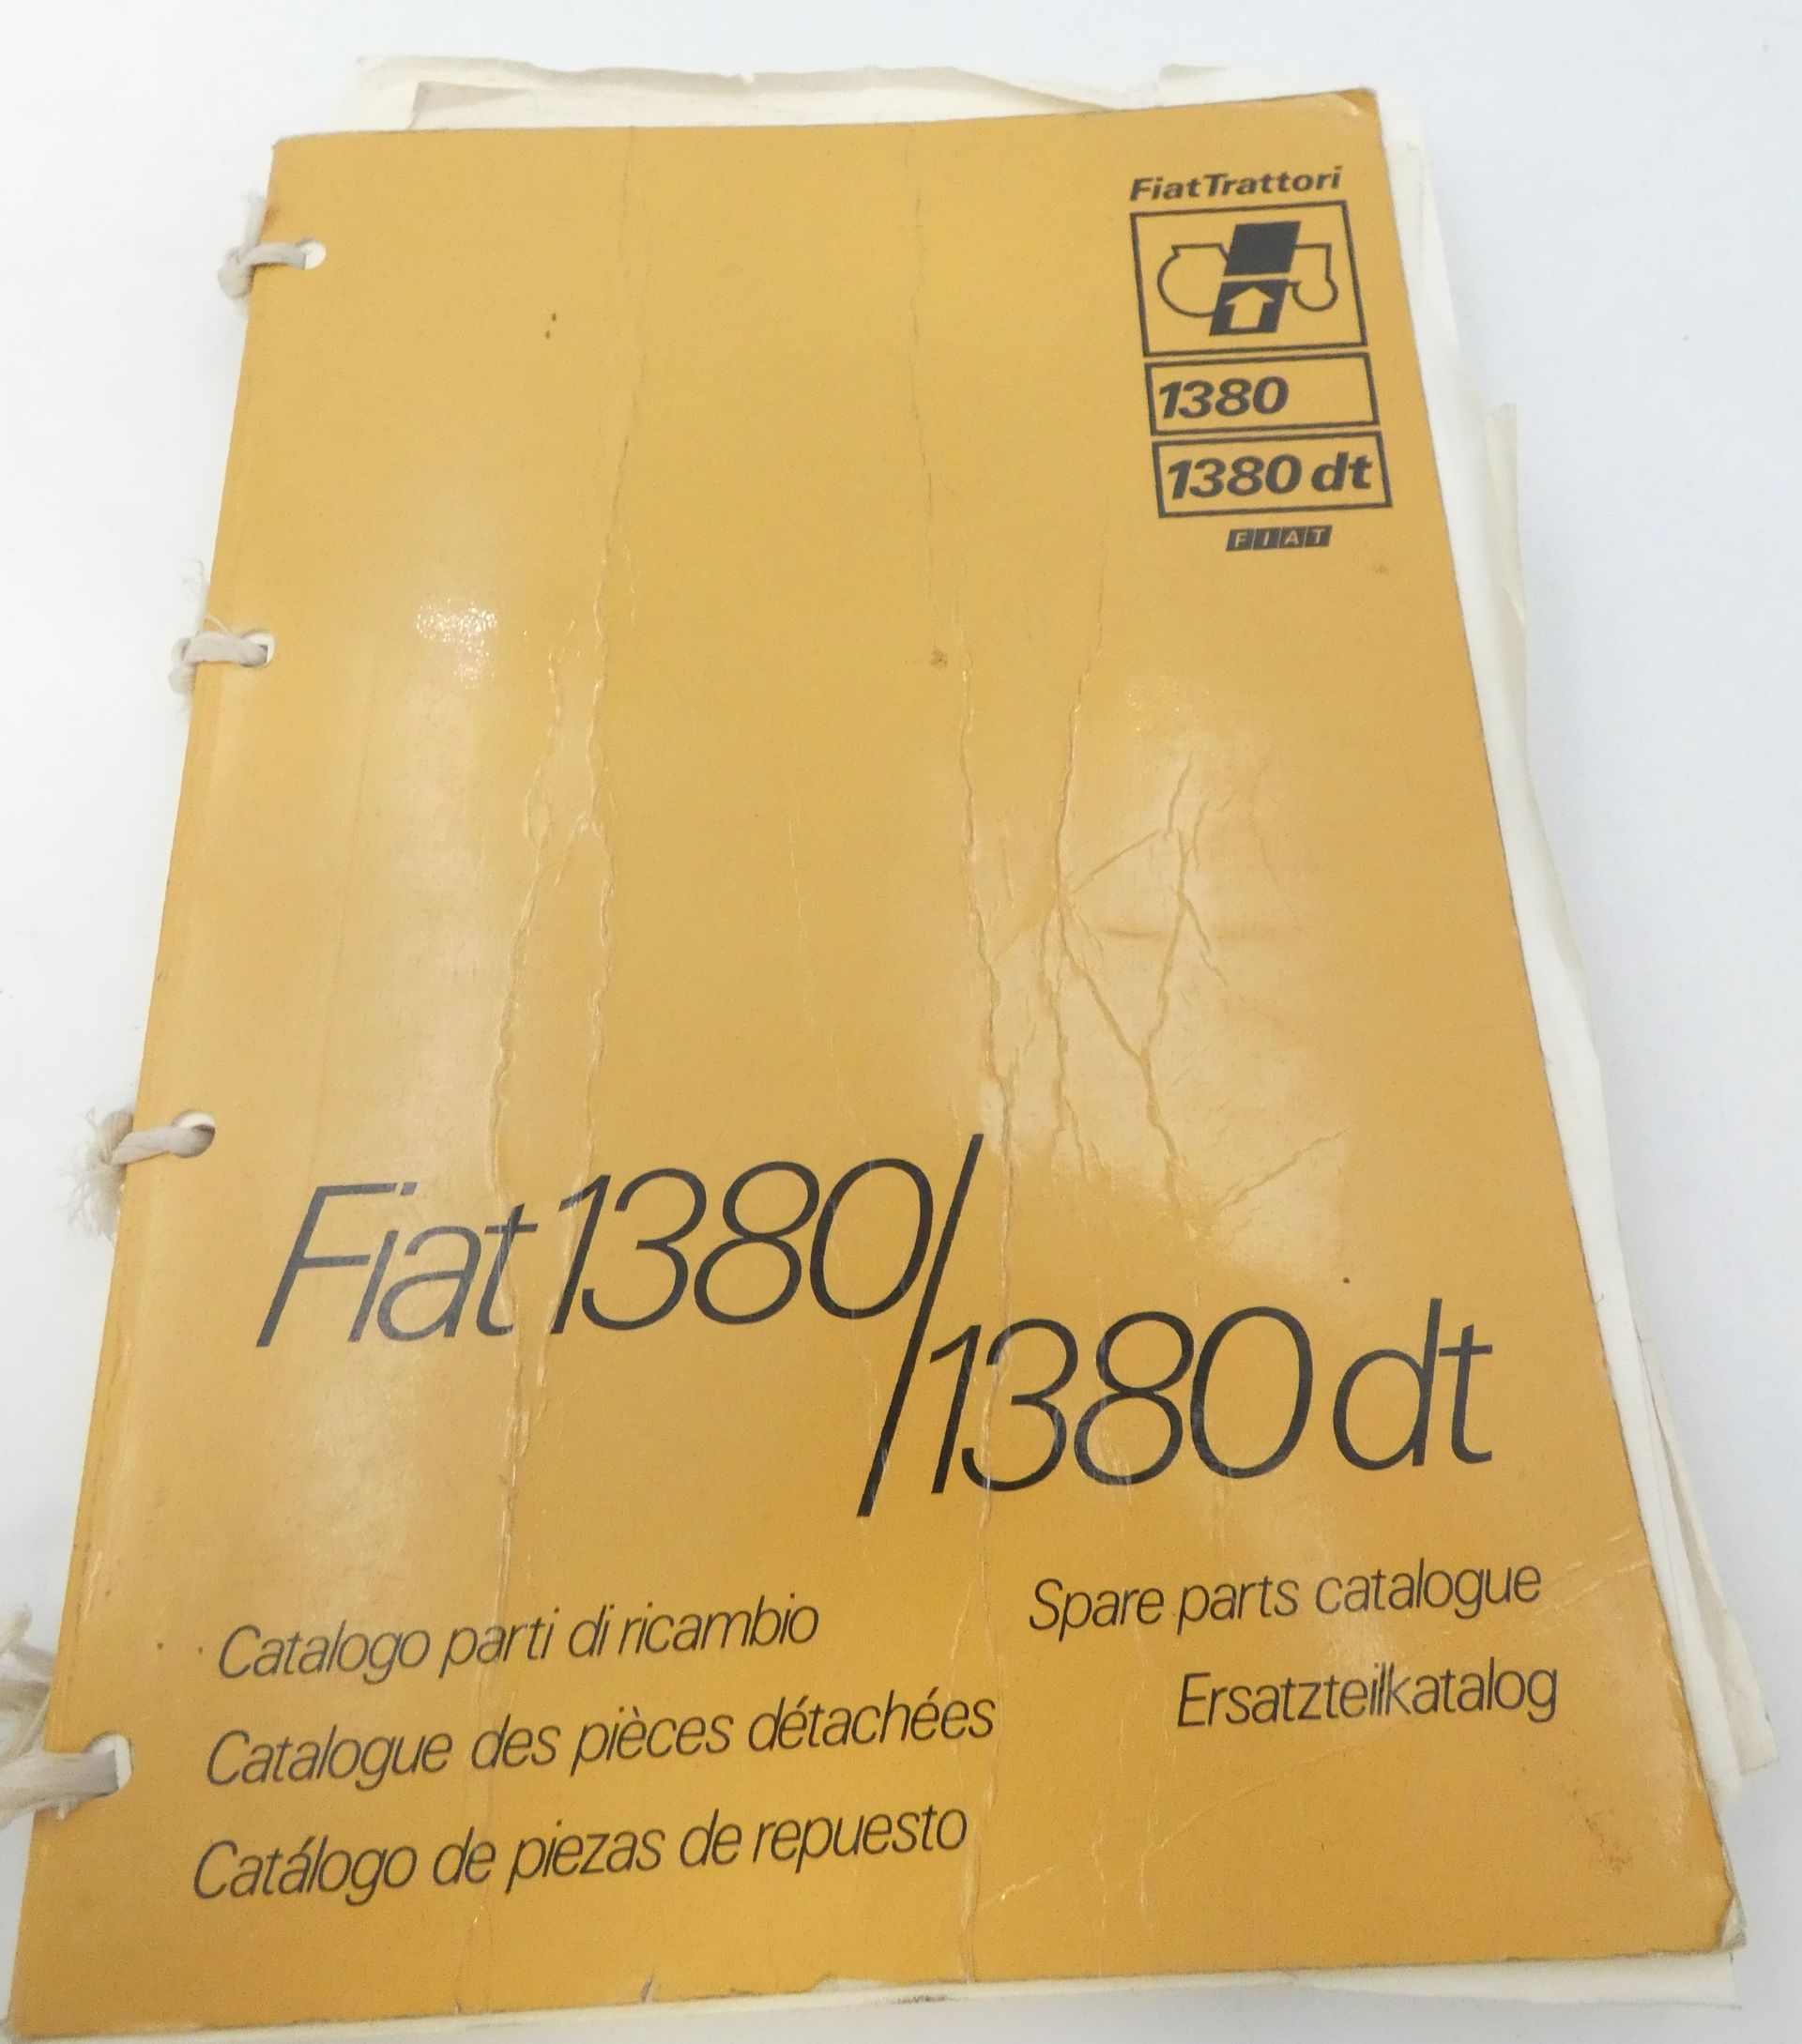 FiatTrattori
1380
1380 dt
FIAT
Fiat 1380/
1380 dt
Catalogo parti di ricambio
Catalogue des pièces détachées
Catálogo de piezas de repuesto
Spare parts catalogue
Ersatzteilkatalog